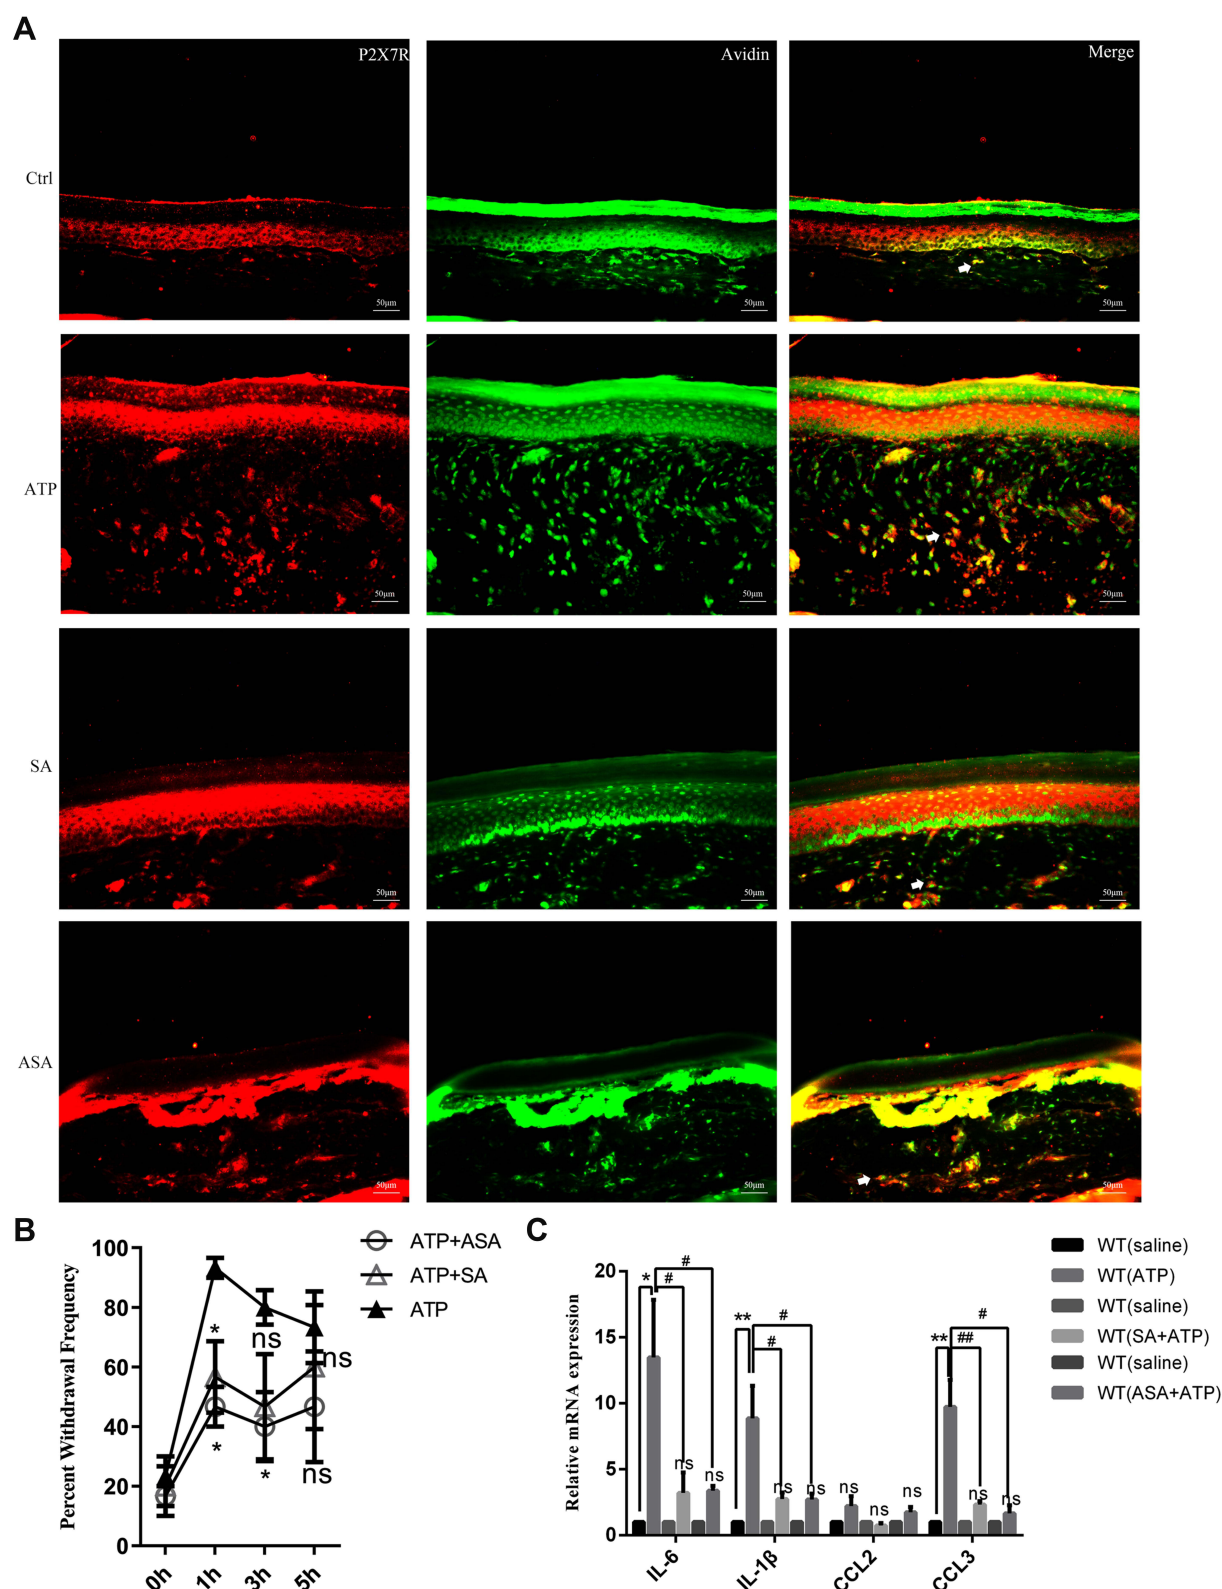 A
P2X7R
Avidin
Merge
Ctrl
50μm
50μm
50μm
ATP
50μm
50μm
50μm
SA
50μm
50μm
50μm
ASA
50μm
50μm
50μm
B
Percent Withdrawal Frequency
100
80
60
40
20
0
0h
1h
3h
5h
ATP+ASA
ATP+SA
ATP
*
ns
ns
*
*
ns
C
Relative mRNA expression
20
15
10
5
0
IL-6
IL-1β
CCL2
CCL3
*
#
#
ns
ns
**
#
#
ns
ns
ns
ns
ns
**
##
#
ns
ns
WT(saline)
WT(ATP)
WT(saline)
WT(SA+ATP)
WT(saline)
WT(ASA+ATP)